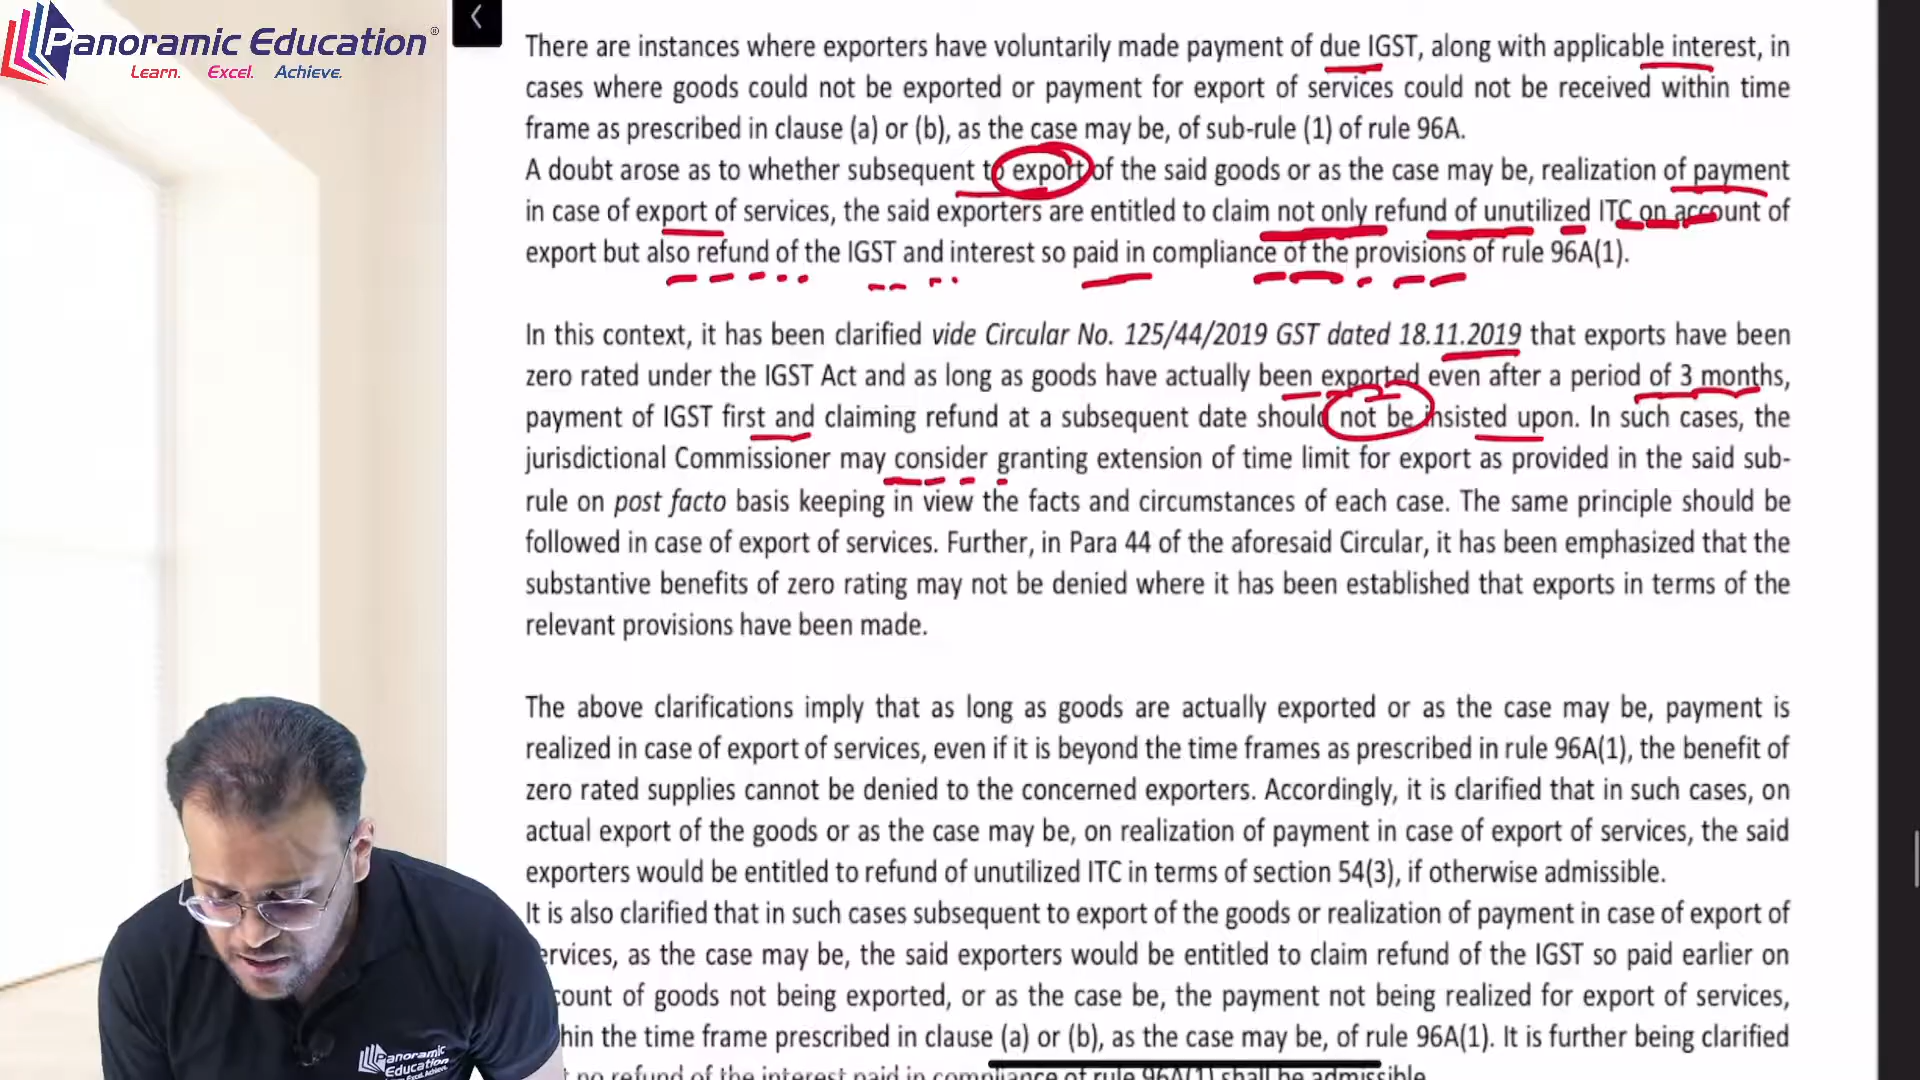 Panoramic Education®
Learn. Excel. Achieve.
There are instances where exporters have voluntarily made payment of due IGST, along with applicable interest, in
cases where goods could not be exported or payment for export of services could not be received within time
frame as prescribed in clause (a) or (b), as the case may be, of sub-rule (1) of rule 96A.
A doubt arose as to whether subsequent to export of the said goods or as the case may be, realization of payment
in case of export of services, the said exporters are entitled to claim not only refund of unutilized ITC on account of
export but also refund of the IGST and interest so paid in compliance of the provisions of rule 96A(1).
In this context, it has been clarified vide Circular No. 125/44/2019 GST dated 18.11.2019 that exports have been
zero rated under the IGST Act and as long as goods have actually been exported even after a period of 3 months,
payment of IGST first and claiming refund at a subsequent date should not be insisted upon. In such cases, the
jurisdictional Commissioner may consider granting extension of time limit for export as provided in the said sub-
rule on post facto basis keeping in view the facts and circumstances of each case. The same principle should be
followed in case of export of services. Further, in Para 44 of the aforesaid Circular, it has been emphasized that the
substantive benefits of zero rating may not be denied where it has been established that exports in terms of the
relevant provisions have been made.
The above clarifications imply that as long as goods are actually exported or as the case may be, payment is
realized in case of export of services, even if it is beyond the time frames as prescribed in rule 96A(1), the benefit of
zero rated supplies cannot be denied to the concerned exporters. Accordingly, it is clarified that in such cases, on
actual export of the goods or as the case may be, on realization of payment in case of export of services, the said
exporters would be entitled to refund of unutilized ITC in terms of section 54(3), if otherwise admissible.
It is also clarified that in such cases subsequent to export of the goods or realization of payment in case of export of
ervices, as the case may be, the said exporters would be entitled to claim refund of the IGST so paid earlier on
count of goods not being exported, or as the case be, the payment not being realized for export of services,
hin the time frame prescribed in clause (a) or (b), as the case may be, of rule 96A(1). It is further being clarified
no refund of the interest paid in compliance of rule 96A(1) shall be admissible.
Panoramic
Education